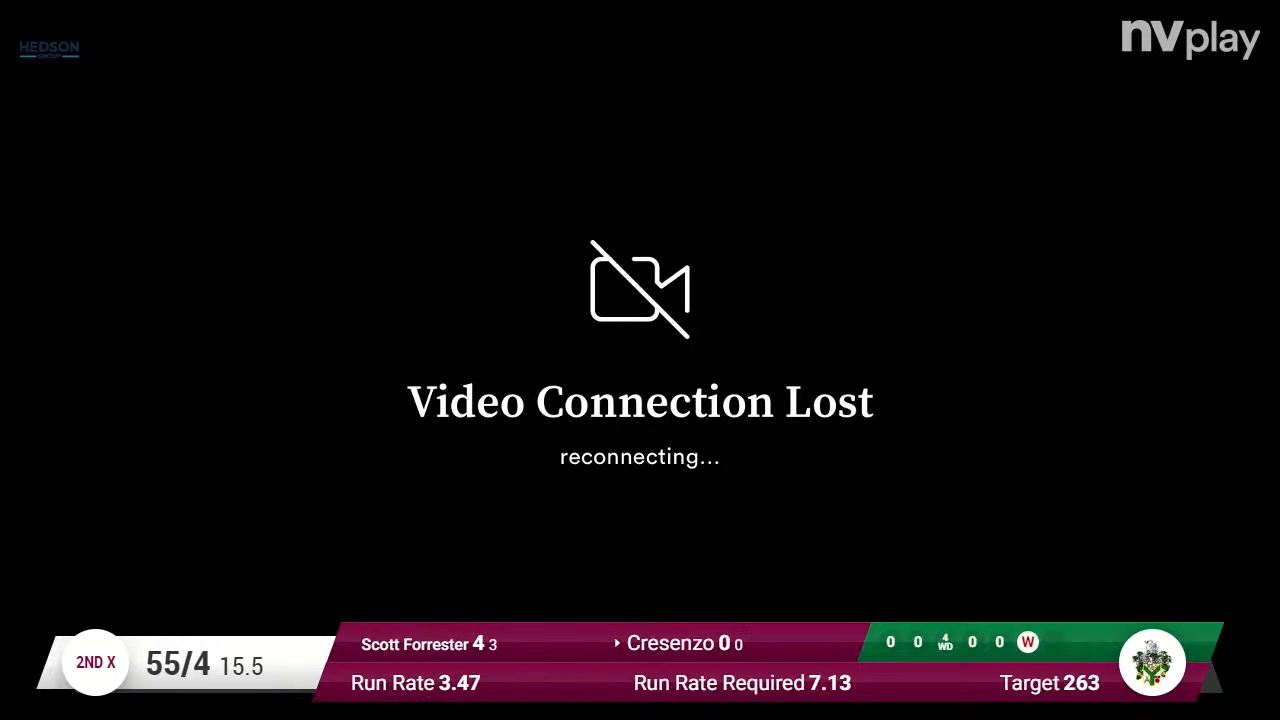 HEDSON
GROUP
nvplay
Video Connection Lost
reconnecting...
2ND X
55/4 15.5
Scott Forrester 4 3
Cresenzo 0 0
0 0 4 WD 0 0 W
Run Rate 3.47
Run Rate Required 7.13
Target 263